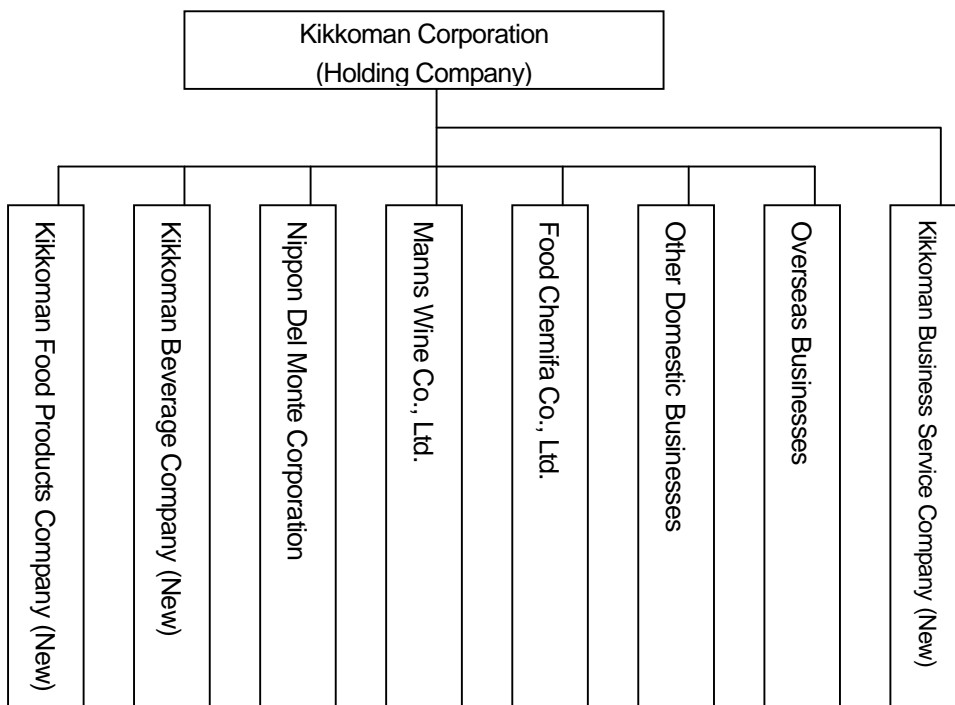 Kikkoman Corporation
(Holding Company)
Kikkoman Food Products Company (New)
Kikkoman Beverage Company (New)
Nippon Del Monte Corporation
Manns Wine Co., Ltd.
Food Chemifa Co., Ltd.
Other Domestic Businesses
Overseas Businesses
Kikkoman Business Service Company (New)